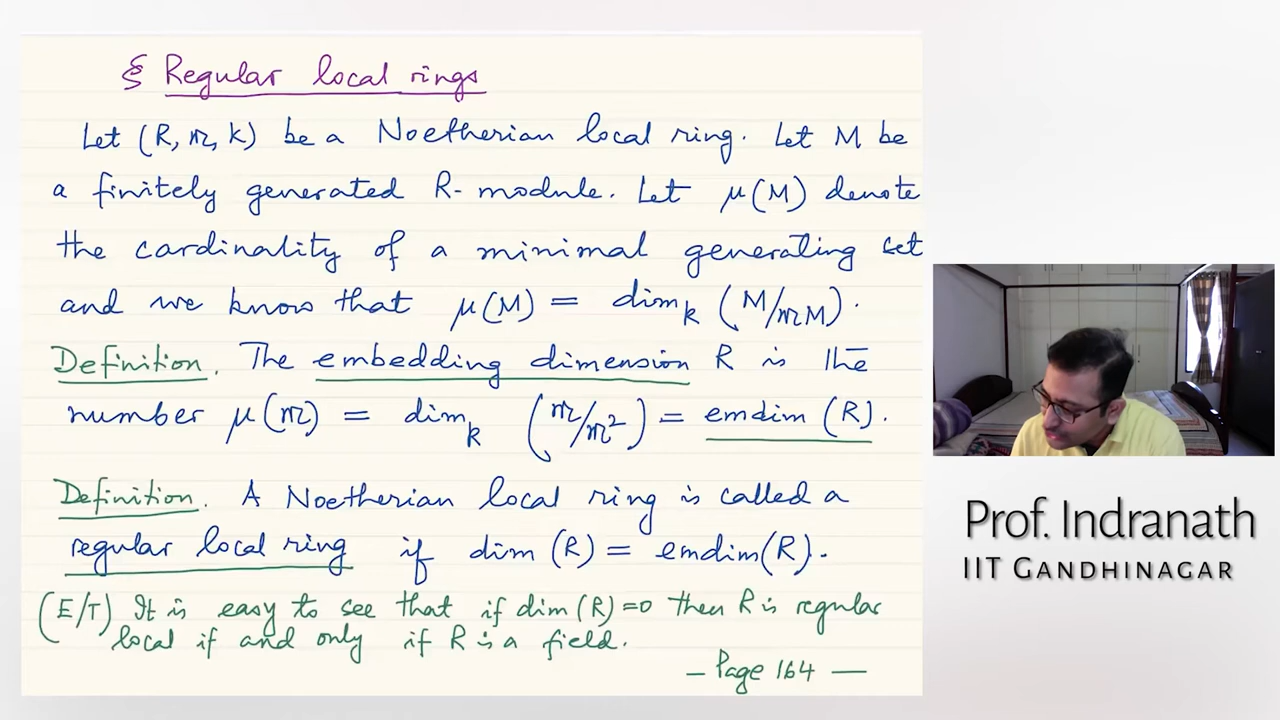 § Regular local rings
Let (R, m, k) be a Noetherian local ring. Let M be
a finitely generated R-module. Let μ(M) denote
the cardinality of a minimal generating set
and we know that μ(M) = dim_k (M/mM).
Definition. The embedding dimension R is the
number μ(m) = dim_k (m/m²) = emdim (R).
Definition. A Noetherian local ring is called a
regular local ring if dim (R) = emdim(R).
(E/T) It is easy to see that if dim (R) =0 then R is regular
local if and only if R is a field.
— Page 164 —
Prof. Indranath
IIT GANDHINAGAR